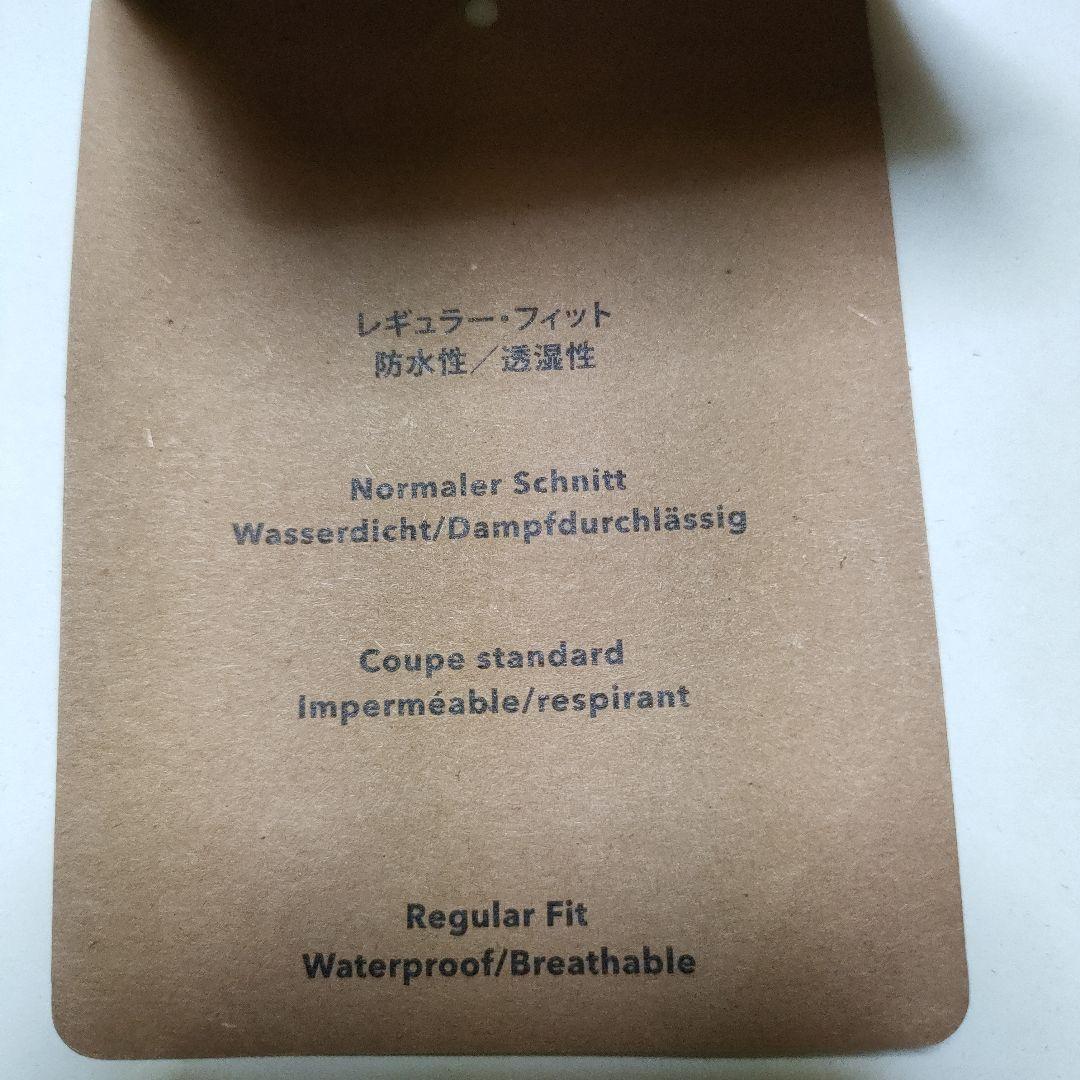 レギュラー・フィット
防水性／透湿性
Normaler Schnitt
Wasserdicht/Dampfdurchlässig
Coupe standard
Imperméable/respirant
Regular Fit
Waterproof/Breathable